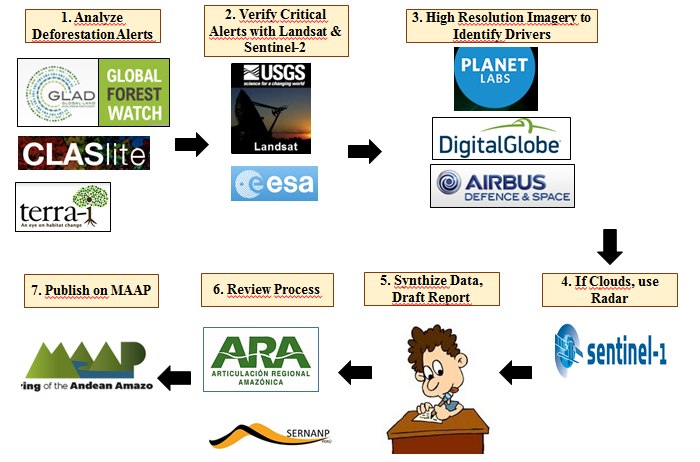 1. Analyze
Deforestation Alerts
GLAD
GLOBAL LAND
GLOBAL
FOREST
WATCH
CLASlite
terra-i
An eye on habitat change
2. Verify Critical
Alerts with Landsat &
Sentinel-2
USGS
science for a changing world
Landsat
esa
3. High Resolution Imagery to
Identify Drivers
PLANET
LABS
DigitalGlobe
AIRBUS
DEFENCE & SPACE
4. If Clouds, use
Radar
sentinel-1
5. Synthize Data,
Draft Report
6. Review Process
ARA
ARTICULACIÓN REGIONAL
AMAZÓNICA
SERNANP
PERÚ
7. Publish on MAAP
MAAP
ring of the Andean Amazo